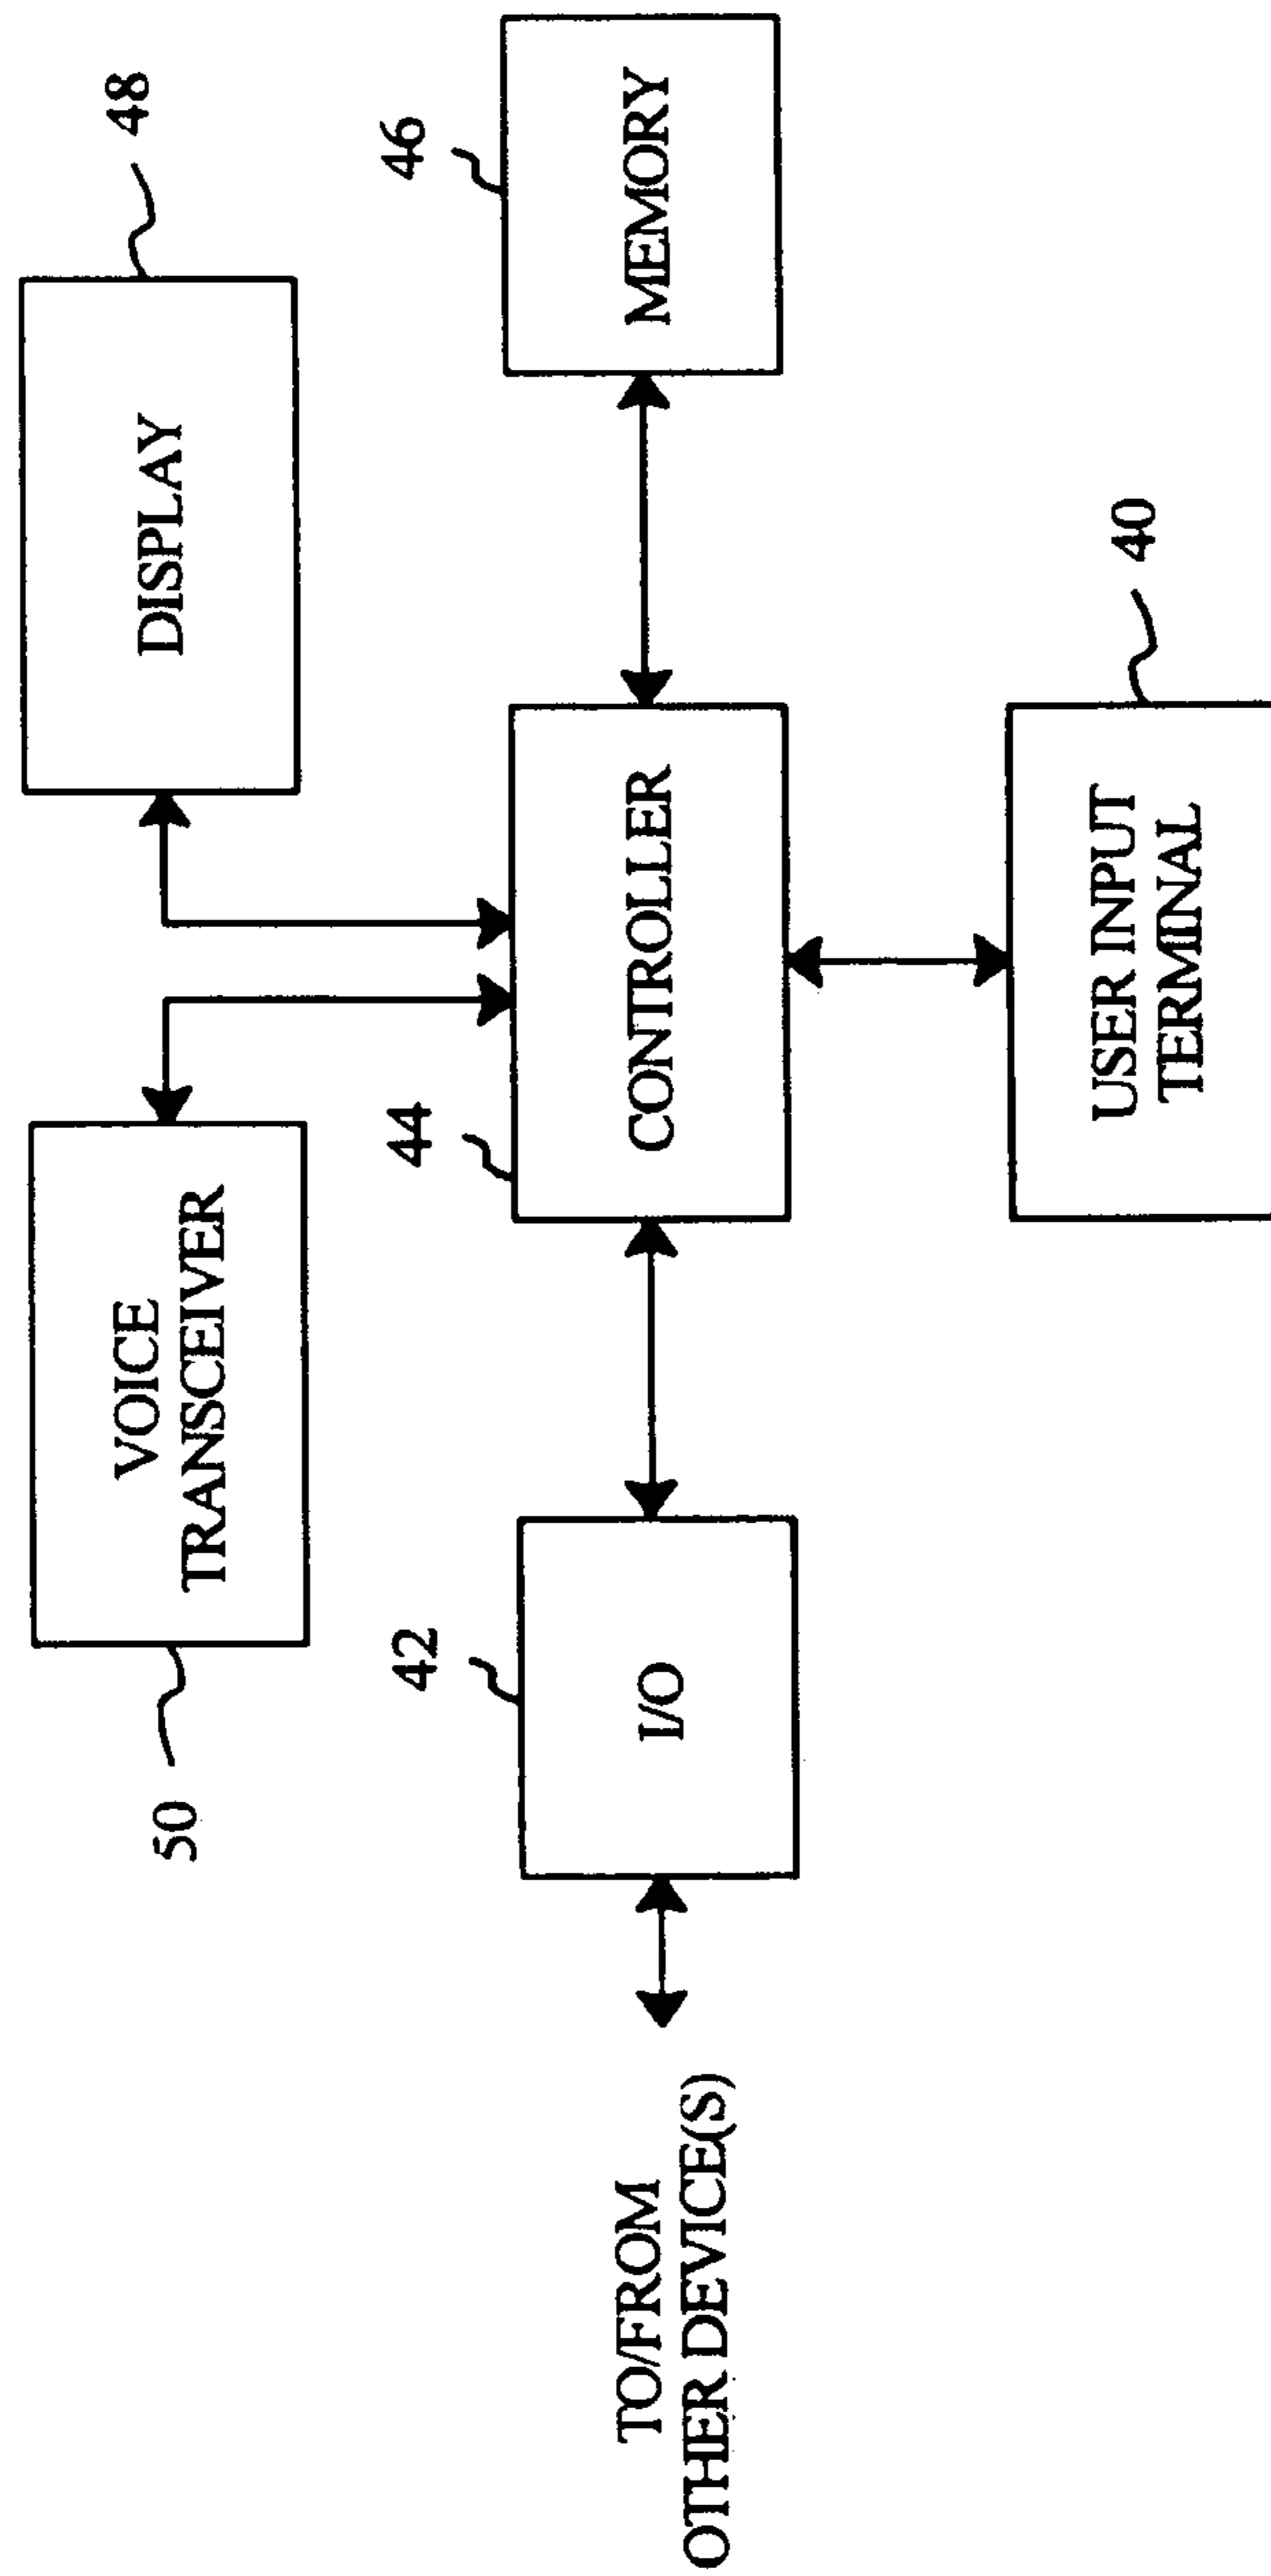 50
VOICE
TRANSCEIVER
DISPLAY
48
42
44
46
TO/FROM
OTHER DEVICE(S)
I/O
CONTROLLER
MEMORY
USER INPUT
TERMINAL
40